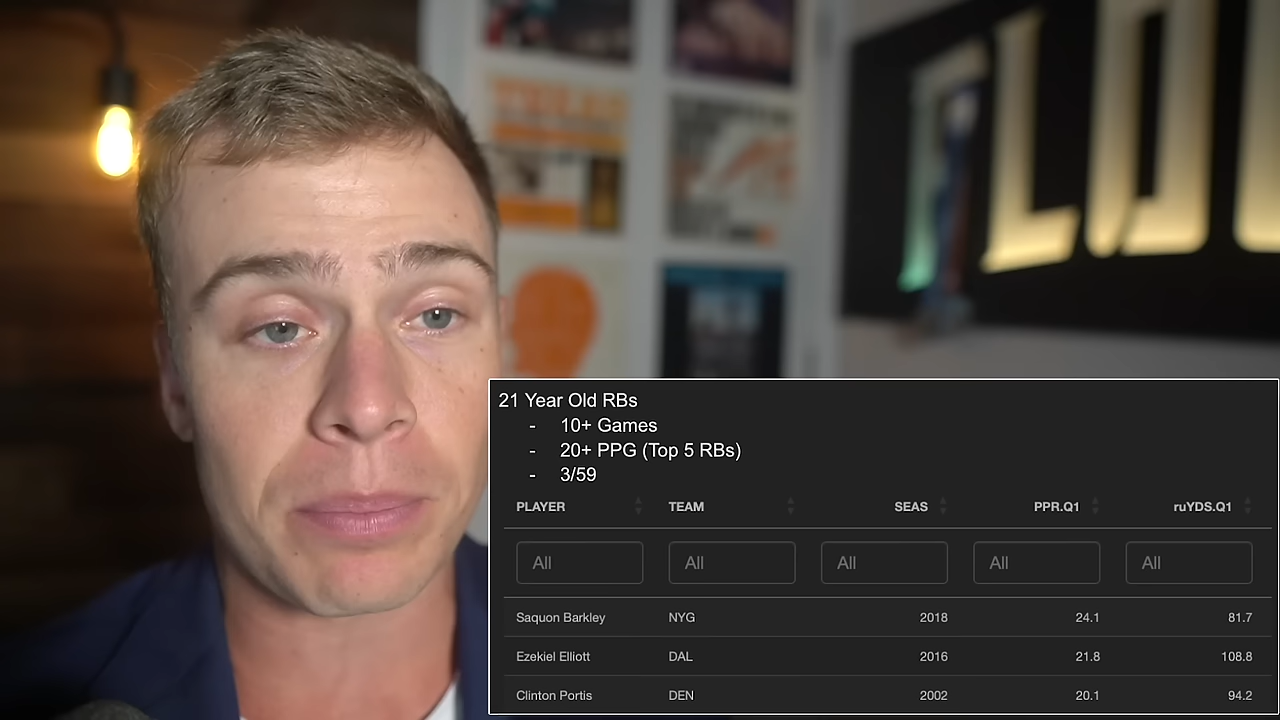 21 Year Old RBs
- 10+ Games
- 20+ PPG (Top 5 RBs)
- 3/59
PLAYER TEAM SEAS PPR.Q1 ruYDS.Q1
All All All All All
Saquon Barkley NYG 2018 24.1 81.7
Ezekiel Elliott DAL 2016 21.8 108.8
Clinton Portis DEN 2002 20.1 94.2